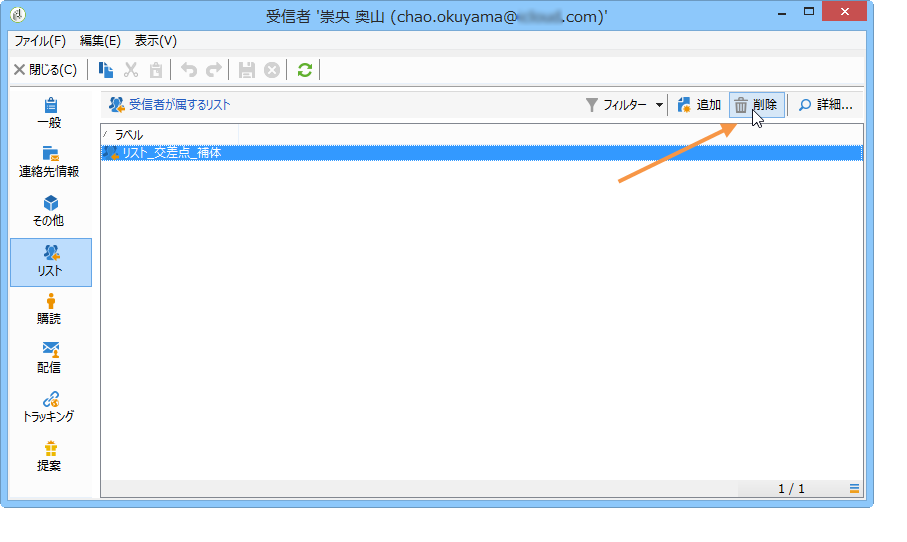 受信者 '崇央 奥山 (chao.okuyama@ .com)'
ファイル(F) 編集(E) 表示(V)
閉じる(C)
一般
連絡先情報
その他
リスト
購読
配信
トラッキング
提案
受信者が属するリスト
フィルター 追加 削除 詳細...
ラベル
リスト_交差点_補体
1 / 1